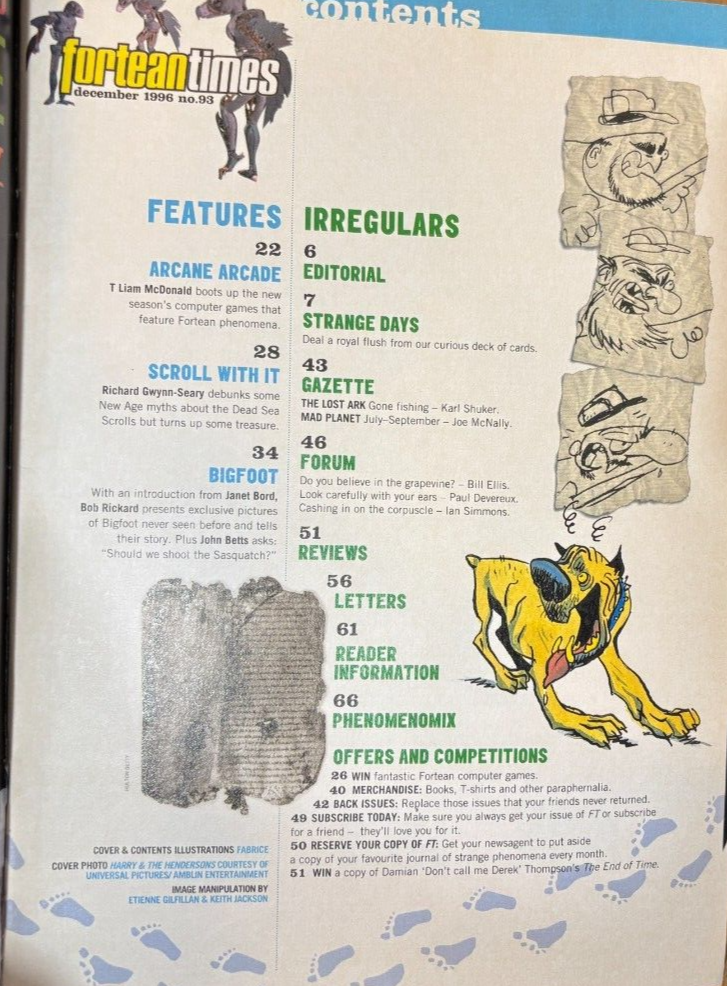 contents
forteantimes
december 1996 no.93
FEATURES
22
ARCANE ARCADE
T Liam McDonald boots up the new
season's computer games that
feature Fortean phenomena.
28
SCROLL WITH IT
Richard Gwynn-Seary debunks some
New Age myths about the Dead Sea
Scrolls but turns up some treasure.
34
BIGFOOT
With an introduction from Janet Bord,
Bob Rickard presents exclusive pictures
of Bigfoot never seen before and tells
their story. Plus John Betts asks:
"Should we shoot the Sasquatch?"
IRREGULARS
6
EDITORIAL
7
STRANGE DAYS
Deal a royal flush from our curious deck of cards.
43
GAZETTE
THE LOST ARK Gone fishing – Karl Shuker.
MAD PLANET July–September – Joe McNally.
46
FORUM
Do you believe in the grapevine? – Bill Ellis.
Look carefully with your ears – Paul Devereux.
Cashing in on the corpuscle – Ian Simmons.
51
REVIEWS
56
LETTERS
61
READER
INFORMATION
66
PHENOMENOMIX
OFFERS AND COMPETITIONS
26 WIN fantastic Fortean computer games.
40 MERCHANDISE: Books, T-shirts and other paraphernalia.
42 BACK ISSUES: Replace those issues that your friends never returned.
49 SUBSCRIBE TODAY: Make sure you always get your issue of FT or subscribe
for a friend – they'll love you for it.
50 RESERVE YOUR COPY OF FT: Get your newsagent to put aside
a copy of your favourite journal of strange phenomena every month.
51 WIN a copy of Damian 'Don't call me Derek' Thompson's The End of Time.
COVER & CONTENTS ILLUSTRATIONS FABRICE
COVER PHOTO HARRY & THE HENDERSONS COURTESY OF
UNIVERSAL PICTURES/AMBLIN ENTERTAINMENT
IMAGE MANIPULATION BY
ETIENNE GILFILLAN & KEITH JACKSON